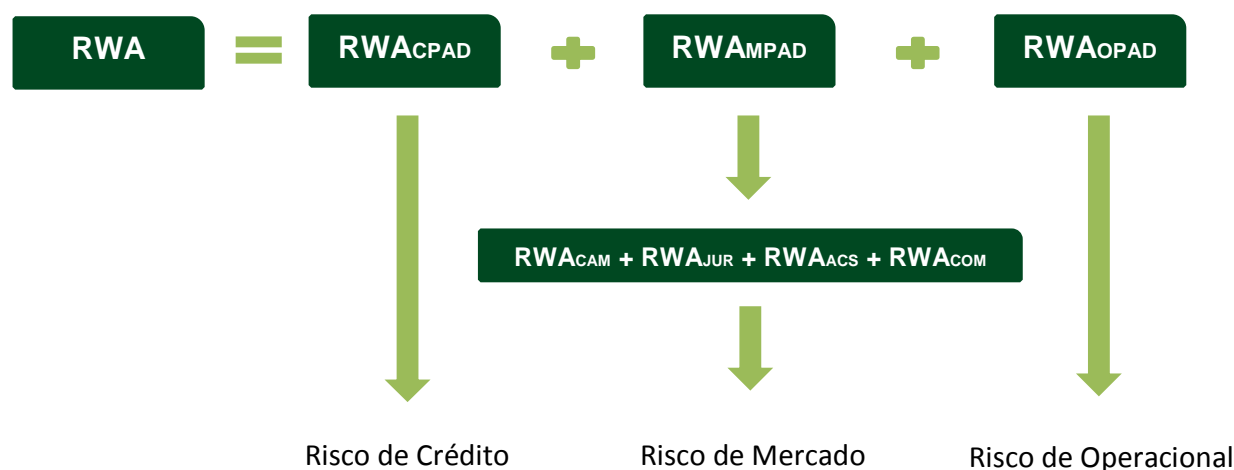 RWA = RWACPAD + RWAMPAD + RWAOPAD
RWACAM + RWAJUR + RWAACS + RWACOM
Risco de Crédito Risco de Mercado Risco de Operacional